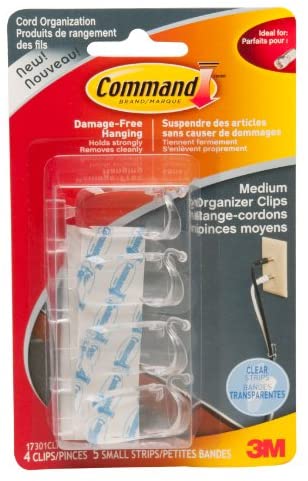 Cord Organization
Produits de rangement
des fils
New!
Nouveau!
Ideal for:
Parfaits pour:
Command
BRAND/MARQUE
Damage-Free
Hanging
Holds strongly
Removes cleanly
Suspendre des articles
sans causer de dommages
Tiennent fermement
S'enlèvent proprement
Medium
Organizer Clips
Range-cordons
pinces moyens
CLEAR
STRIPS
BANDES
TRANSPARENTES
17301CL
4 CLIPS/PINCES 5 SMALL STRIPS/PETITES BANDES
3M